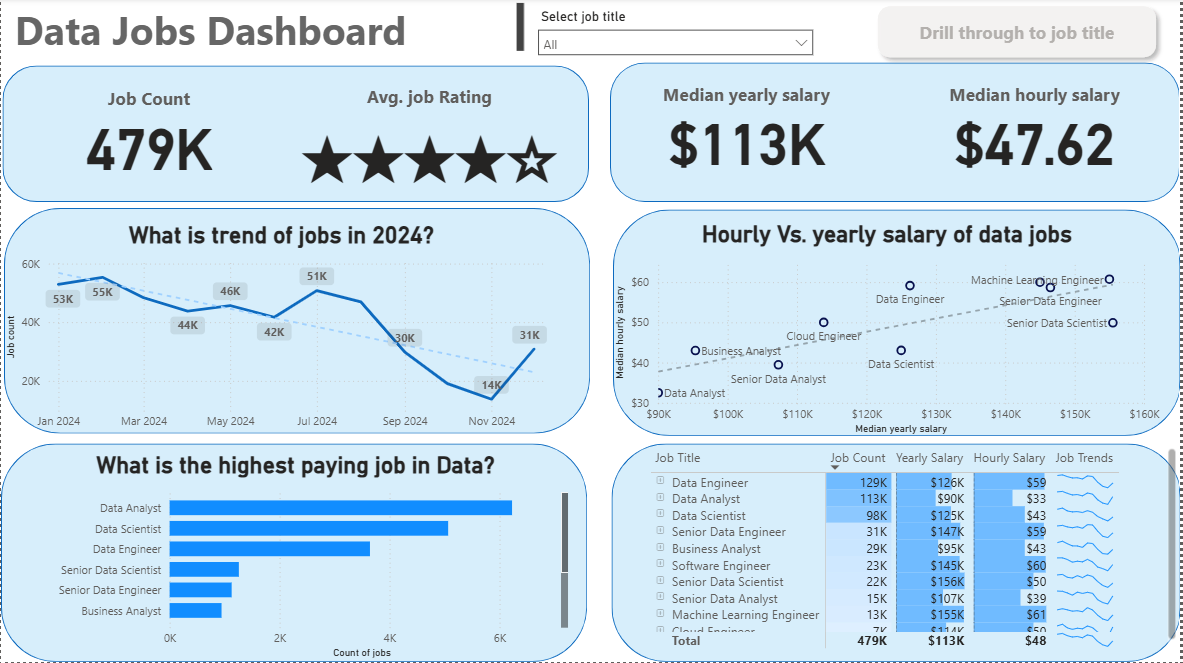 Data Jobs Dashboard
Select job title
All
Drill through to job title
Job Count
479K
Avg. job Rating
Median yearly salary
$113K
Median hourly salary
$47.62
What is trend of jobs in 2024?
60K
40K
20K
Job count
53K
55K
44K
46K
42K
51K
30K
14K
31K
Jan 2024 Mar 2024 May 2024 Jul 2024 Sep 2024 Nov 2024
Hourly Vs. yearly salary of data jobs
Median hourly salary
$60
$50
$40
$30
Machine Learning Engineer
Data Engineer
Senior Data Engineer
Cloud Engineer
Senior Data Scientist
Business Analyst
Data Scientist
Senior Data Analyst
Data Analyst
$90K $100K $110K $120K $130K $140K $150K $160K
Median yearly salary
What is the highest paying job in Data?
Data Analyst
Data Scientist
Data Engineer
Senior Data Scientist
Senior Data Engineer
Business Analyst
0K 2K 4K 6K
Count of jobs
Job Title Job Count Yearly Salary Hourly Salary Job Trends
Data Engineer 129K $126K $59
Data Analyst 113K $90K $33
Data Scientist 98K $125K $43
Senior Data Engineer 31K $147K $59
Business Analyst 29K $95K $43
Software Engineer 23K $145K $60
Senior Data Scientist 22K $156K $50
Senior Data Analyst 15K $107K $39
Machine Learning Engineer 13K $155K $61
Cloud Engineer 7K $114K $50
Total 479K $113K $48